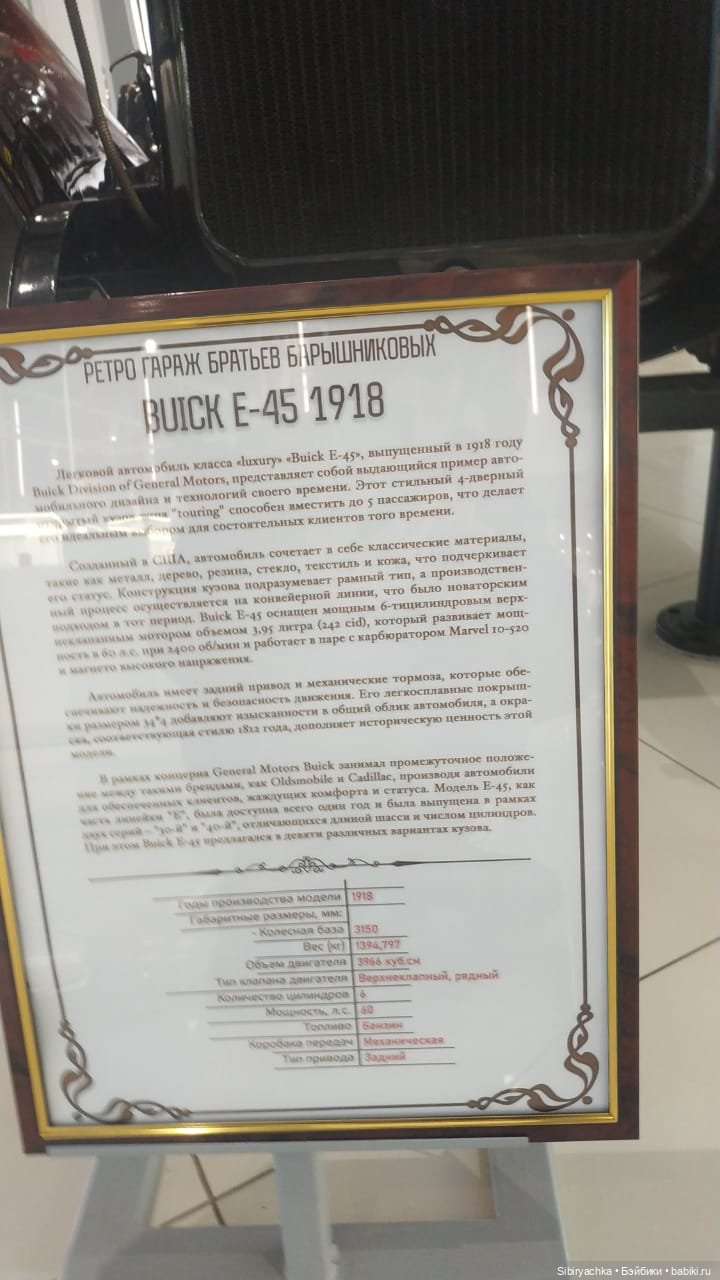 РЕТРО ГАРАЖ БРАТЬЕВ БАРЫШНИКОВЫХ
BUICK E-45 1918
Легковой автомобиль класса «luxury» «Buick E-45», выпущенный в 1918 году
Buick Division of General Motors, представляет собой выдающийся пример авто-
мобильного дизайна и технологий своего времени. Этот стильный 4-дверный
открытый кузов типа "touring" способен вместить до 5 пассажиров, что делает
его идеальным выбором для состоятельных клиентов того времени.
Созданный в США, автомобиль сочетает в себе классические материалы,
такие как металл, дерево, резина, стекло, текстиль и кожа, что подчеркивает
его статус. Конструкция кузова подразумевает рамный тип, а производствен-
ный процесс осуществляется на конвейерной линии, что было новаторским
подходом в тот период. Buick E-45 оснащен мощным 6-тицилиндровым верх-
неклапанным мотором объемом 3,95 литра (242 cid), который развивает мощ-
ность в 60 л.с. при 2400 об/мин и работает в паре с карбюратором Marvel 10-520
и магнето высокого напряжения.
Автомобиль имеет задний привод и механические тормоза, которые обе-
спечивают надежность и безопасность движения. Его легкосплавные покрыш-
ки размером 34*4 добавляют изысканности в общий облик автомобиля, а окра-
ска, соответствующая стилю 1812 года, дополняет историческую ценность этой
модели.
В рамках концерна General Motors Buick занимал промежуточное положе-
ние между такими брендами, как Oldsmobile и Cadillac, производя автомобили
для обеспеченных клиентов, жаждущих комфорта и статуса. Модель E-45, как
часть линейки "E", была доступна всего один год и была выпущена в рамках
двух серий – "30-й" и "40-й", отличающихся длиной шасси и числом цилиндров.
При этом Buick E-45 предлагался в девяти различных вариантах кузова.
Годы производства модели 1918
Габаритные размеры, мм:
- Колесная база 3150
Вес (кг) 1394,797
Объем двигателя 3966 куб.см
Тип клапана двигателя Верхнеклапный, рядный
Количество цилиндров 6
Мощность, л.с. 60
Топливо Бензин
Коробака передач Механическая
Тип привода Задний
Sibiryachka • Бэйбики • babiki.ru